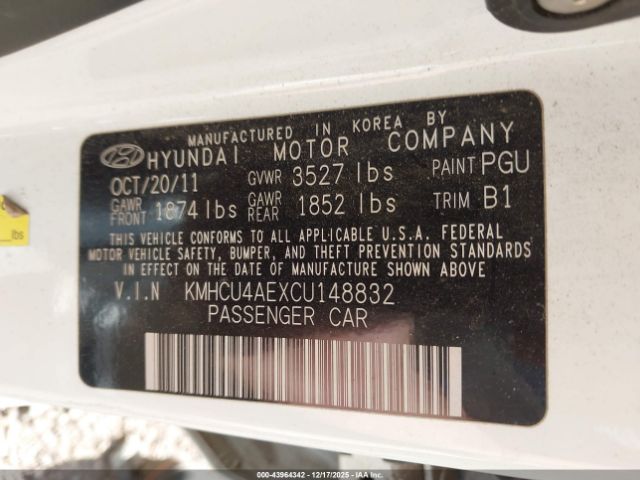 MANUFACTURED IN KOREA BY
HYUNDAI MOTOR COMPANY
OCT/20/11 GVWR 3527 lbs PAINT PGU
GAWR FRONT 1874 lbs GAWR REAR 1852 lbs TRIM B1
THIS VEHICLE CONFORMS TO ALL APPLICABLE U.S.A. FEDERAL
MOTOR VEHICLE SAFETY, BUMPER, AND THEFT PREVENTION STANDARDS
IN EFFECT ON THE DATE OF MANUFACTURE SHOWN ABOVE
V.I.N KMHCU4AEXCU148832
PASSENGER CAR
lbs
000-43964342 - 12/17/2025 - IAAI.COM